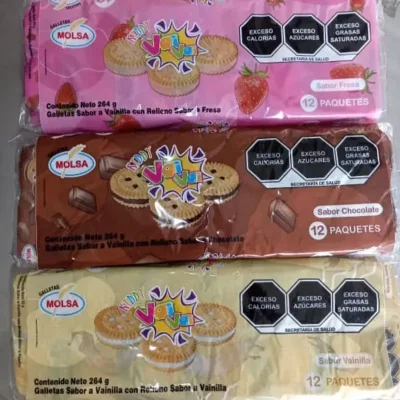 GALLETAS
MOLSA
KIDDY
EXCESO CALORÍAS
EXCESO AZÚCARES
EXCESO GRASAS SATURADAS
SECRETARÍA DE SALUD
Sabor Fresa
12 PAQUETES
Contenido Neto 264 g
Galletas Sabor a Vainilla con Relleno Sabor a Fresa
MOLSA
KIDDY
EXCESO CALORÍAS
EXCESO AZÚCARES
EXCESO GRASAS SATURADAS
SECRETARÍA DE SALUD
Sabor Chocolate
12 PAQUETES
Contenido Neto 264 g
Galletas Sabor a Vainilla con Relleno Sabor a Chocolate
GALLETAS
MOLSA
KIDDY
EXCESO CALORÍAS
EXCESO AZÚCARES
EXCESO GRASAS SATURADAS
SECRETARÍA DE SALUD
Sabor Vainilla
12 PAQUETES
Contenido Neto 264 g
Galletas Sabor a Vainilla con Relleno Sabor a Vainilla